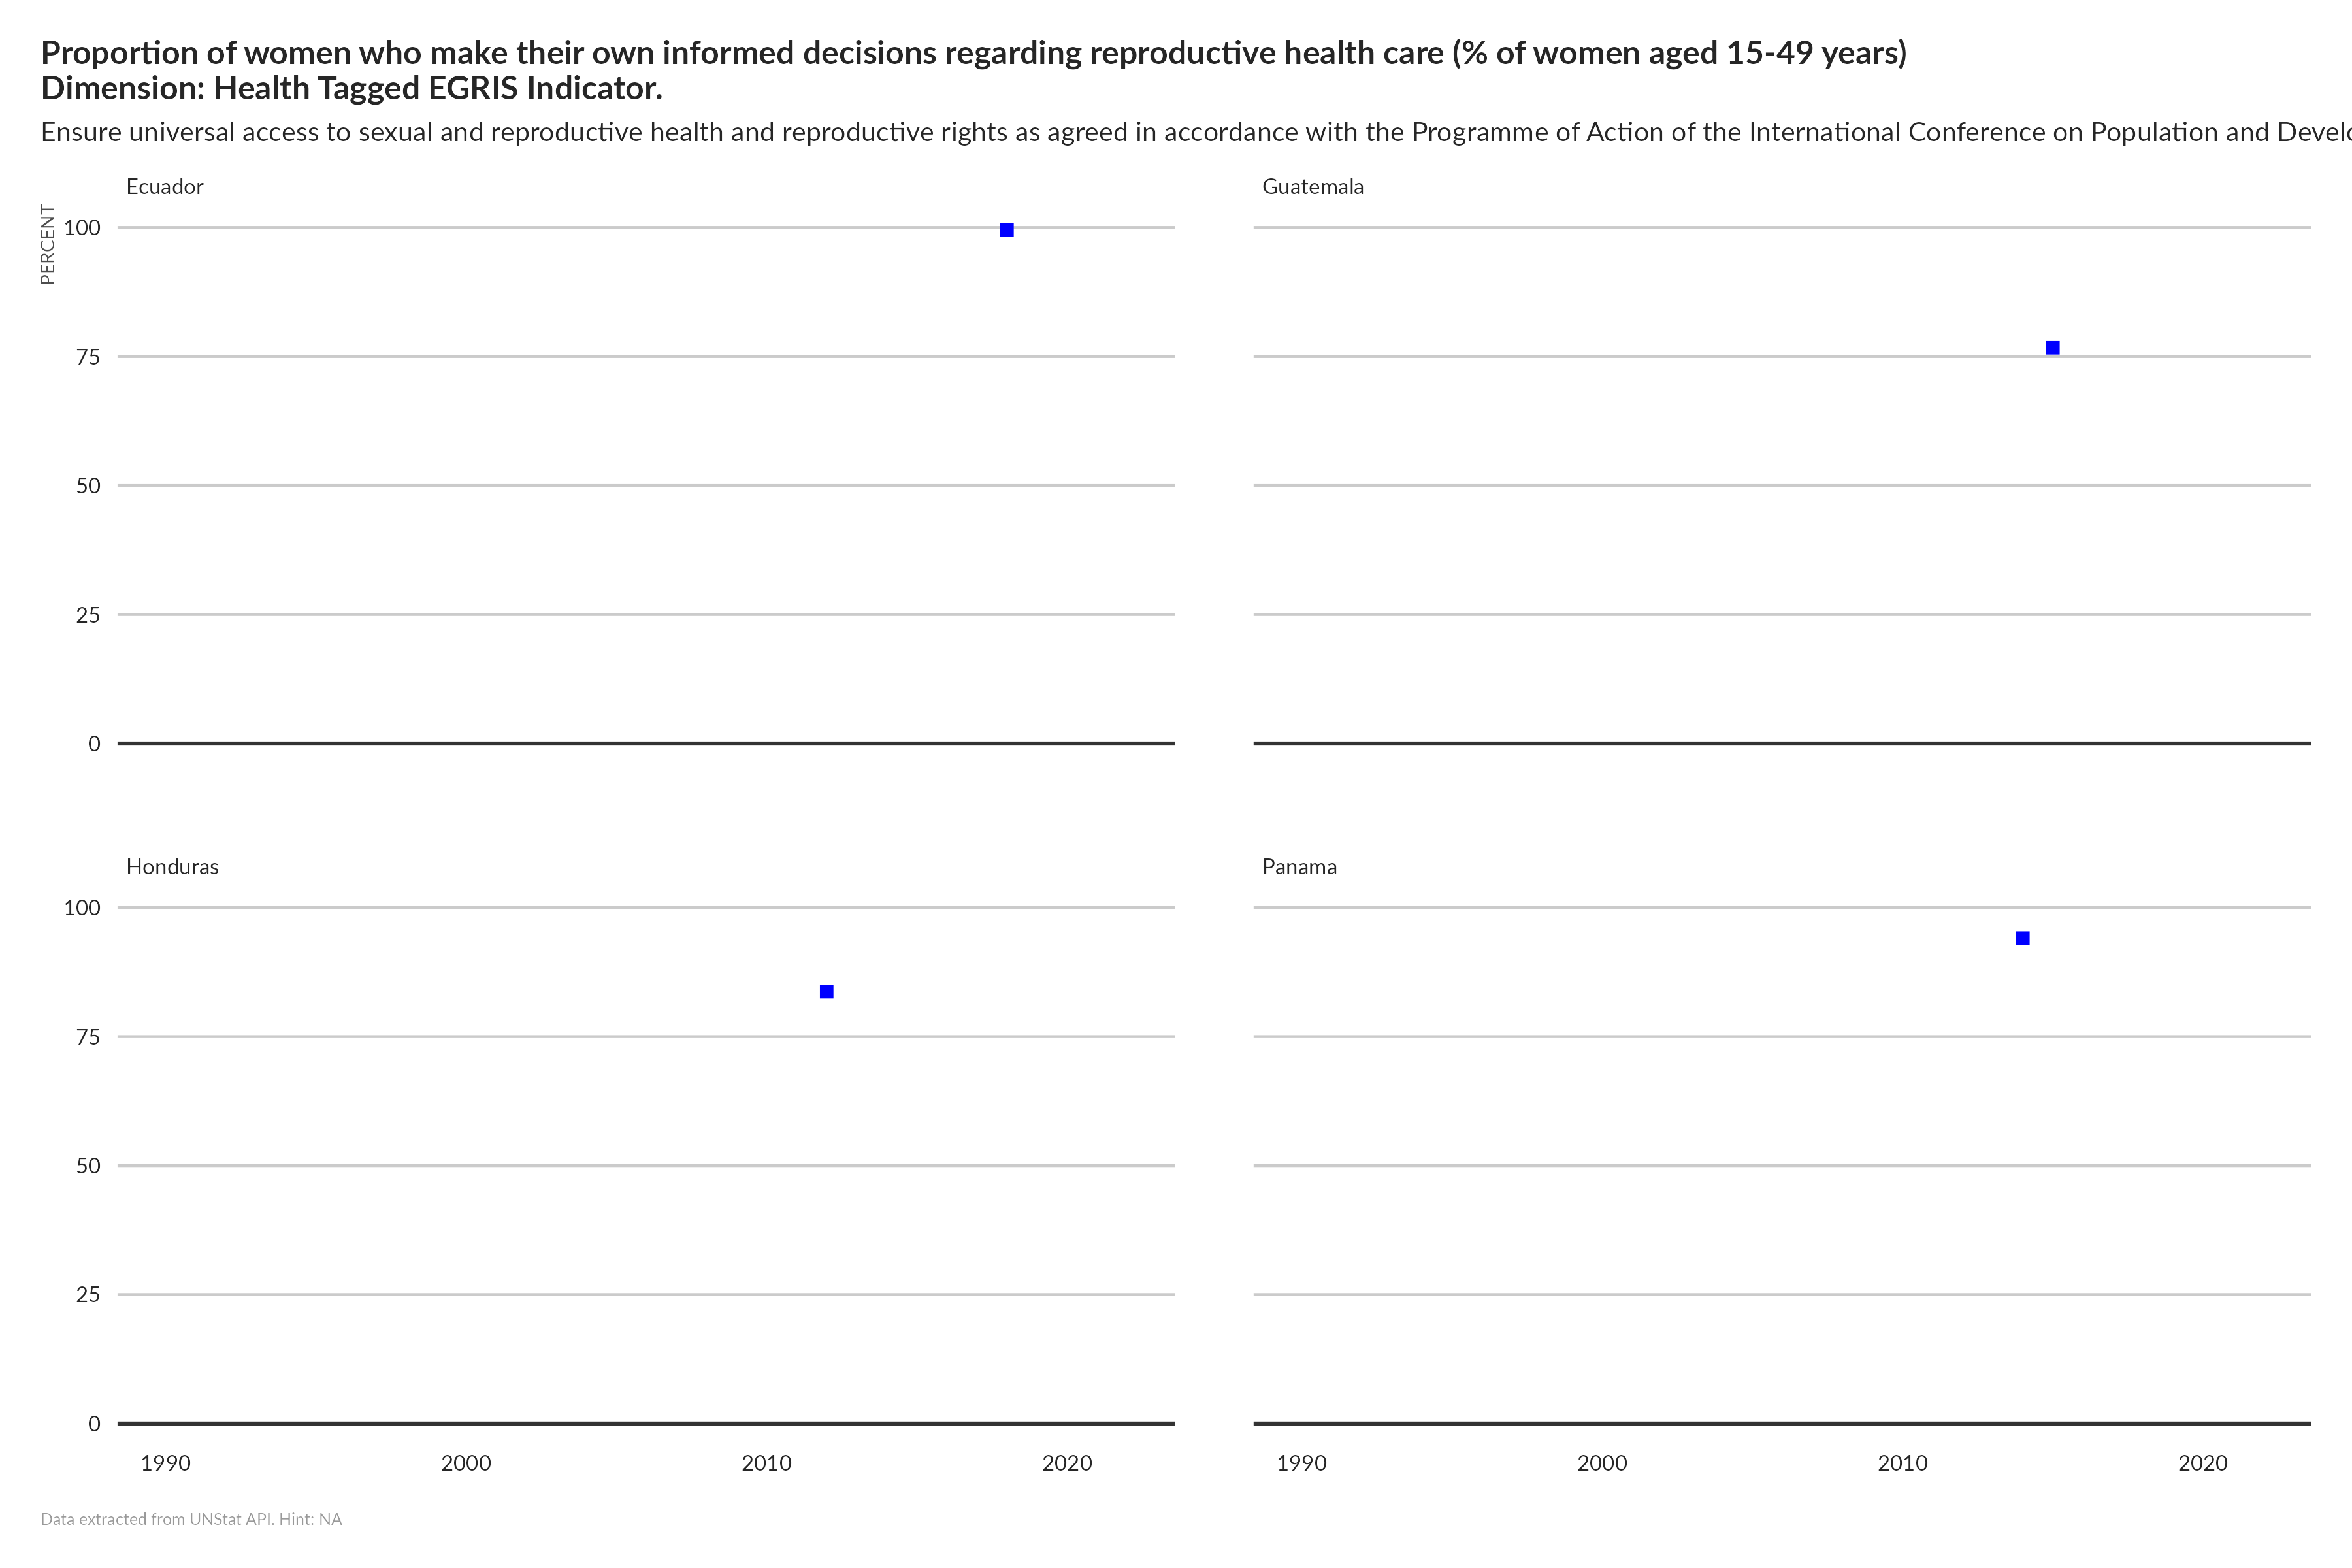 Proportion of women who make their own informed decisions regarding reproductive health care (% of women aged 15-49 years)
Dimension: Health Tagged EGRIS Indicator.
Ensure universal access to sexual and reproductive health and reproductive rights as agreed in accordance with the Programme of Action of the International Conference on Population and
Ecuador
Guatemala
PERCENT
100
75
50
25
0
Honduras
Panama
100
75
50
25
0
1990 2000 2010 2020 1990 2000 2010 2020
Data extracted from UNStat API. Hint: NA